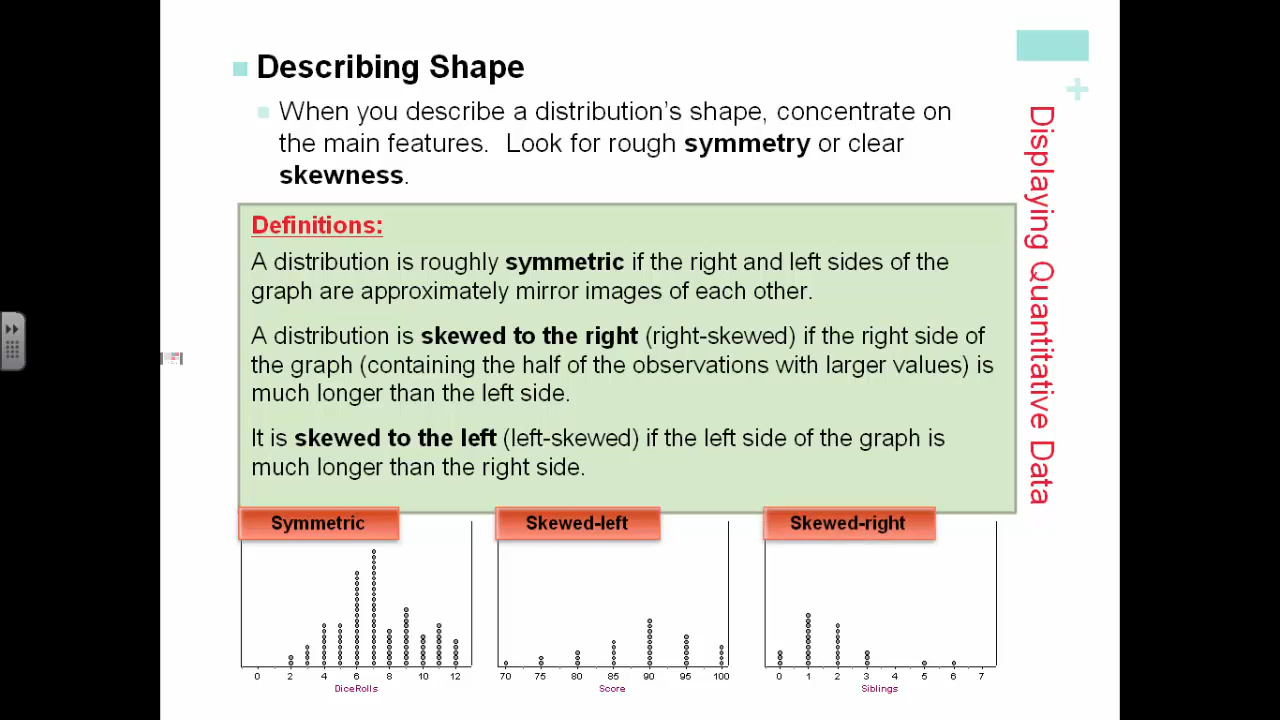 Describing Shape
When you describe a distribution's shape, concentrate on
the main features. Look for rough symmetry or clear
skewness.
+
Displaying Quantitative Data
Definitions:
A distribution is roughly symmetric if the right and left sides of the
graph are approximately mirror images of each other.
A distribution is skewed to the right (right-skewed) if the right side of
the graph (containing the half of the observations with larger values) is
much longer than the left side.
It is skewed to the left (left-skewed) if the left side of the graph is
much longer than the right side.
Symmetric
0 2 4 6 8 10 12
DiceRolls
Skewed-left
70 75 80 85 90 95 100
Score
Skewed-right
0 1 2 3 4 5 6 7
Siblings